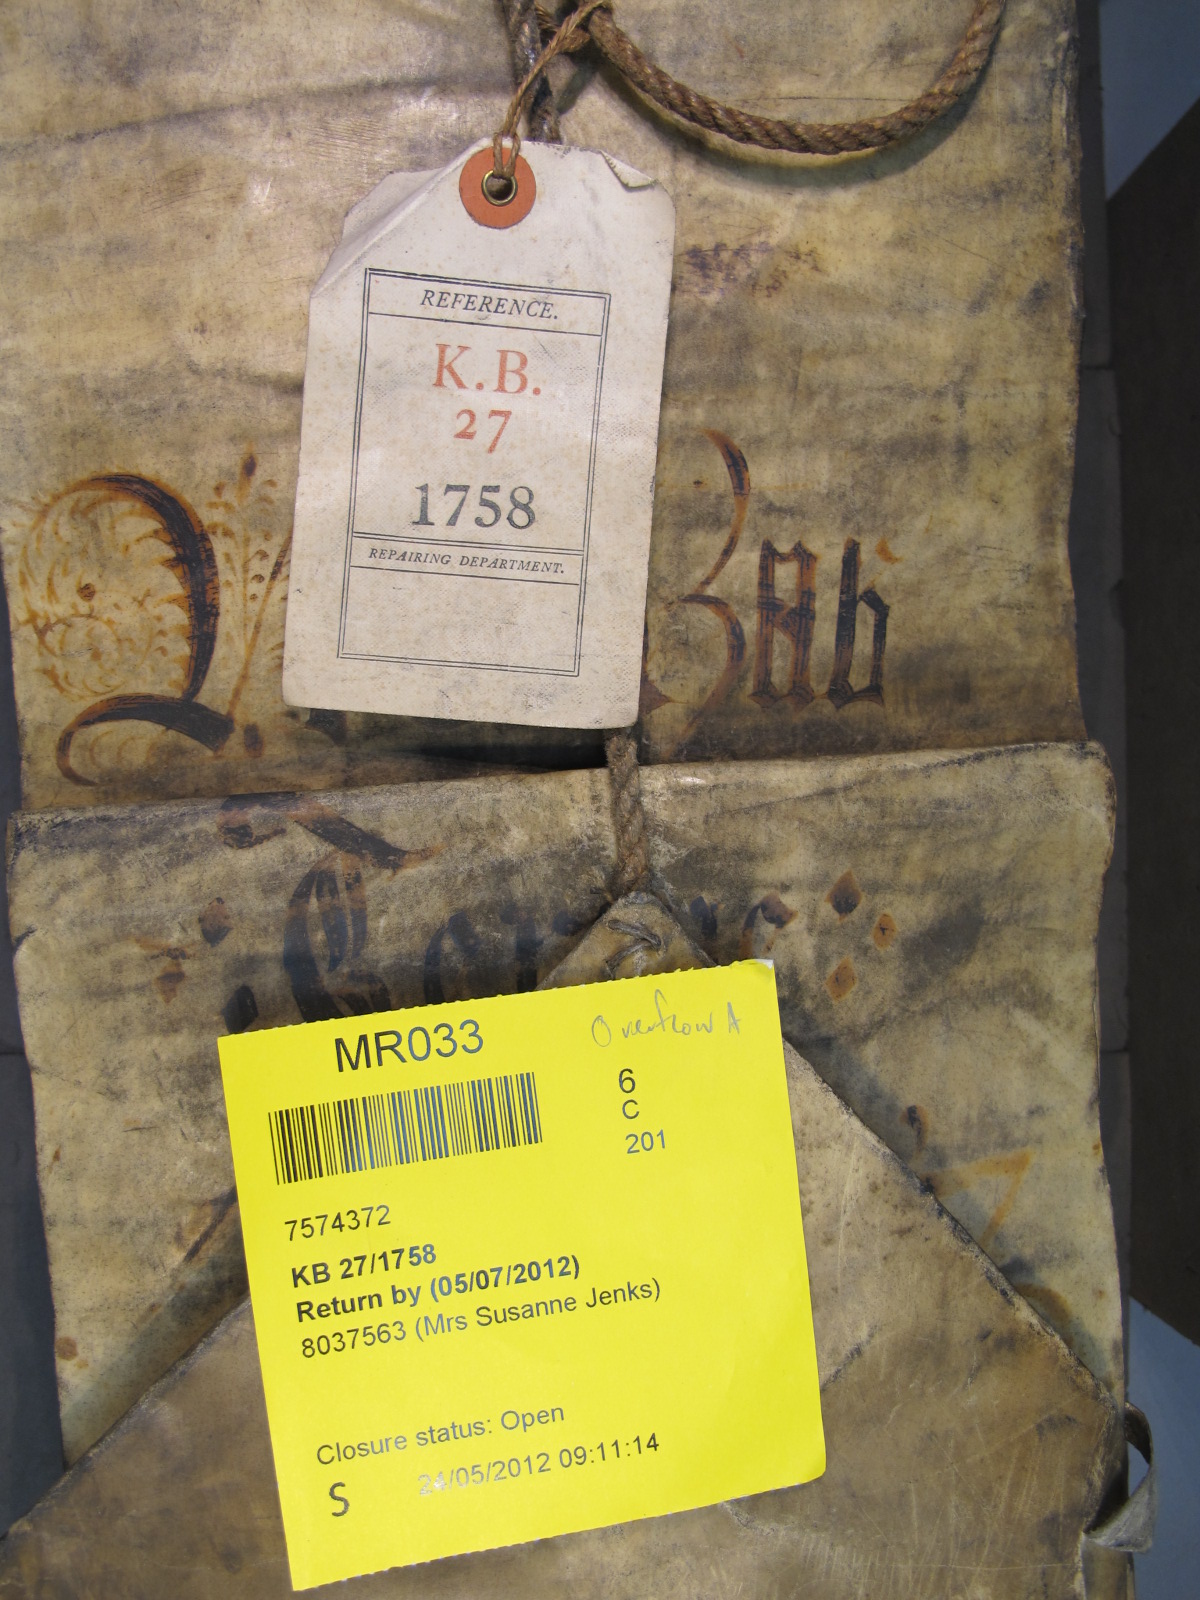 REFERENCE.
K.B.
27
1758
REPAIRING DEPARTMENT.
MR033
Overflow A
6
C
201
7574372
KB 27/1758
Return by (05/07/2012)
8037563 (Mrs Susanne Jenks)
Closure status: Open
S 24/05/2012 09:11:14